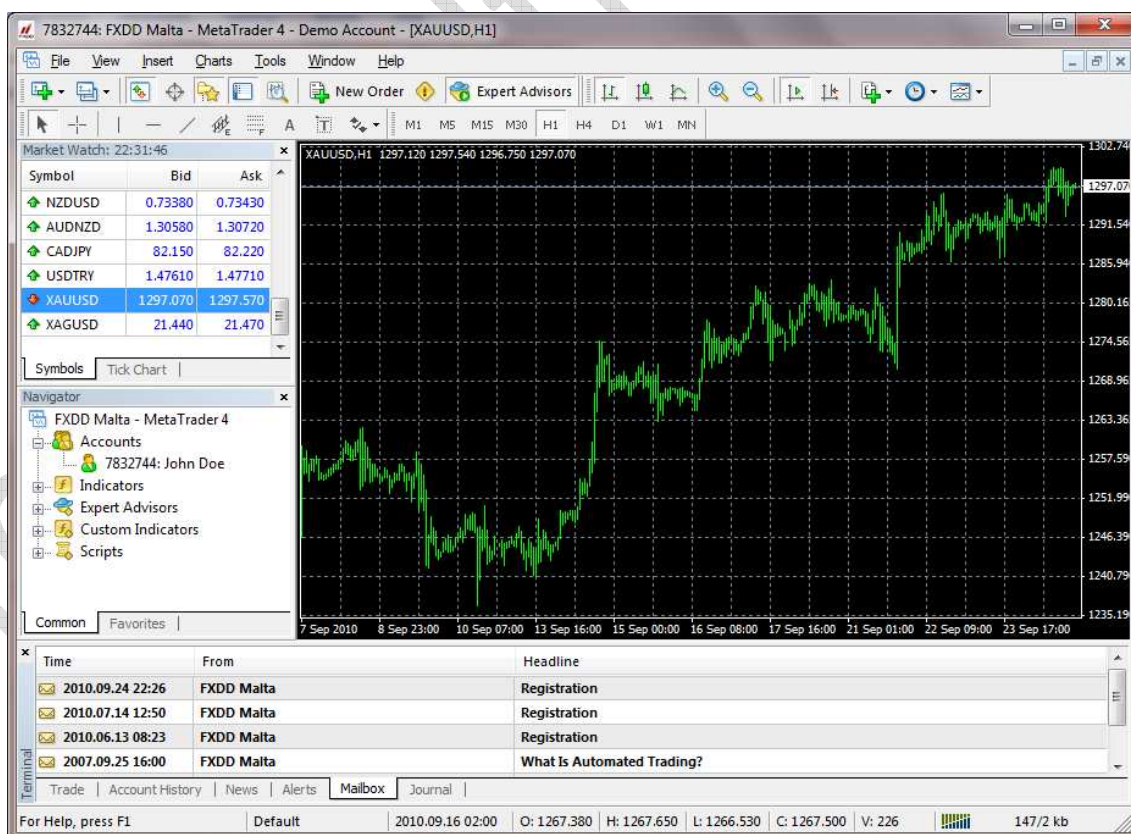 7832744: FXDD Malta - MetaTrader 4 - Demo Account - [XAUUSD,H1]
File View Insert Charts Tools Window Help
New Order Expert Advisors
A T M1 M5 M15 M30 H1 H4 D1 W1 MN
Market Watch: 22:31:46
Symbol Bid Ask
NZDUSD 0.73380 0.73430
AUDNZD 1.30580 1.30720
CADJPY 82.150 82.220
USDTRY 1.47610 1.47710
XAUUSD 1297.070 1297.570
XAGUSD 21.440 21.470
Symbols Tick Chart
Navigator
FXDD Malta - MetaTrader 4
Accounts
7832744: John Doe
Indicators
Expert Advisors
Custom Indicators
Scripts
Common Favorites
XAUUSD,H1 1297.120 1297.540 1296.750 1297.070
1302.740
1297.070
1291.540
1285.940
1280.16
1274.56
1268.96
1263.36
1257.59
1251.99
1246.39
1240.79
1235.19
7 Sep 2010 8 Sep 23:00 10 Sep 07:00 13 Sep 16:00 15 Sep 00:00 16 Sep 08:00 17 Sep 16:00 21 Sep 01:00 22 Sep 09:00 23 Sep 17:00
Terminal
Time From Headline
2010.09.24 22:26 FXDD Malta Registration
2010.07.14 12:50 FXDD Malta Registration
2010.06.13 08:23 FXDD Malta Registration
2007.09.25 16:00 FXDD Malta What Is Automated Trading?
Trade Account History News Alerts Mailbox Journal
For Help, press F1 Default 2010.09.16 02:00 O: 1267.380 H: 1267.650 L: 1266.530 C: 1267.500 V: 226 147/2 kb